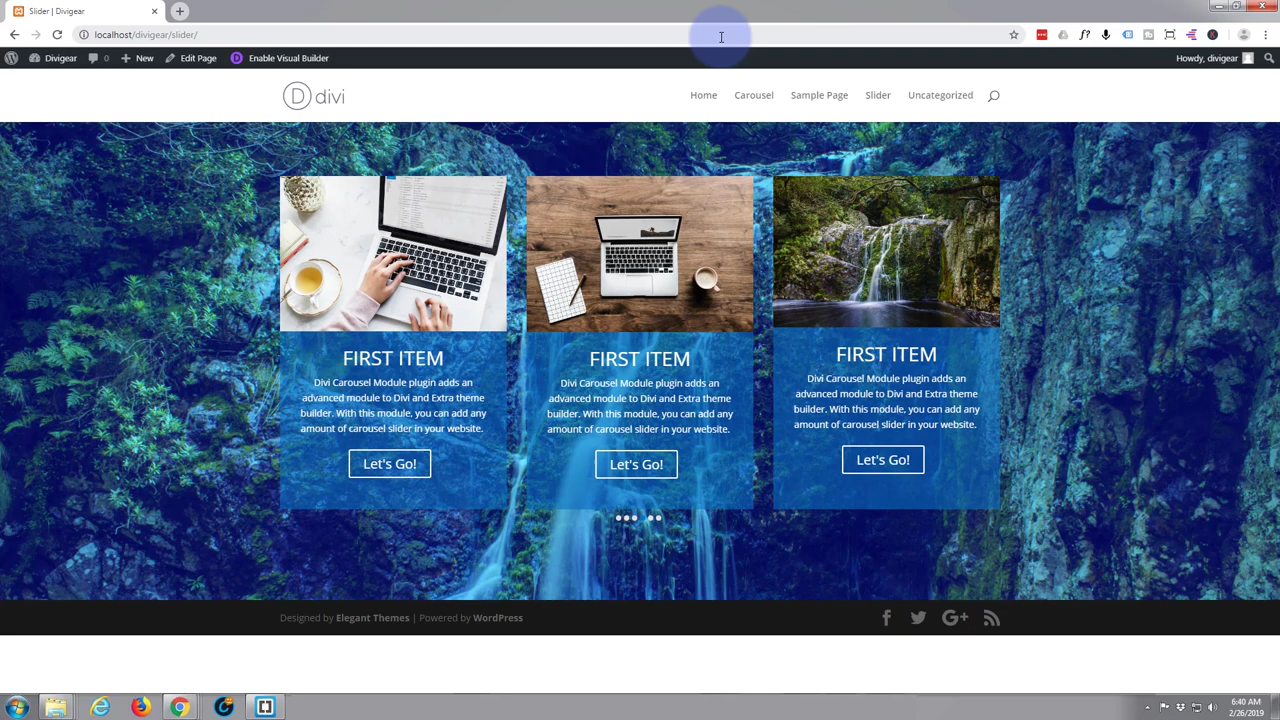 Slider | Divigear
localhost/divigear/slider/
Divigear 0 New Edit Page Enable Visual Builder
Howdy, divigear
divi
Home Carousel Sample Page Slider Uncategorized
FIRST ITEM
Divi Carousel Module plugin adds an
advanced module to Divi and Extra theme
builder. With this module, you can add any
amount of carousel slider in your website.
Let's Go!
FIRST ITEM
Divi Carousel Module plugin adds an
advanced module to Divi and Extra theme
builder. With this module, you can add any
amount of carousel slider in your website.
Let's Go!
FIRST ITEM
Divi Carousel Module plugin adds an
advanced module to Divi and Extra theme
builder. With this module, you can add any
amount of carousel slider in your website.
Let's Go!
Designed by Elegant Themes | Powered by WordPress
6:40 AM
2/26/2019